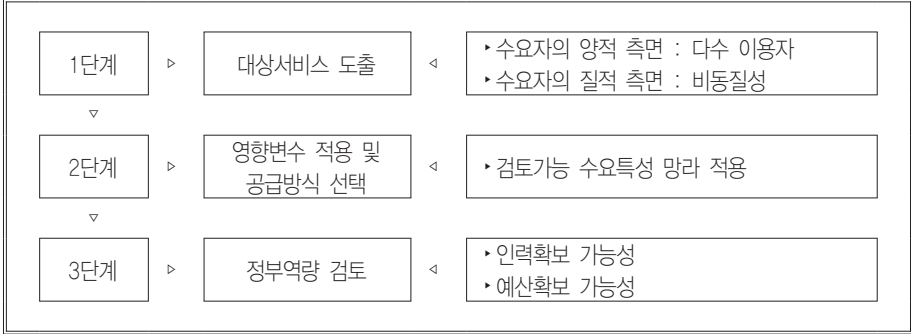 1단계 ▷ 대상서비스 도출 ◁ ‣수요자의 양적 측면 : 다수 이용자
‣수요자의 질적 측면 : 비동질성
▽
2단계 ▷ 영향변수 적용 및 ◁ ‣검토가능 수요특성 망라 적용
공급방식 선택
▽
3단계 ▷ 정부역량 검토 ◁ ‣인력확보 가능성
‣예산확보 가능성